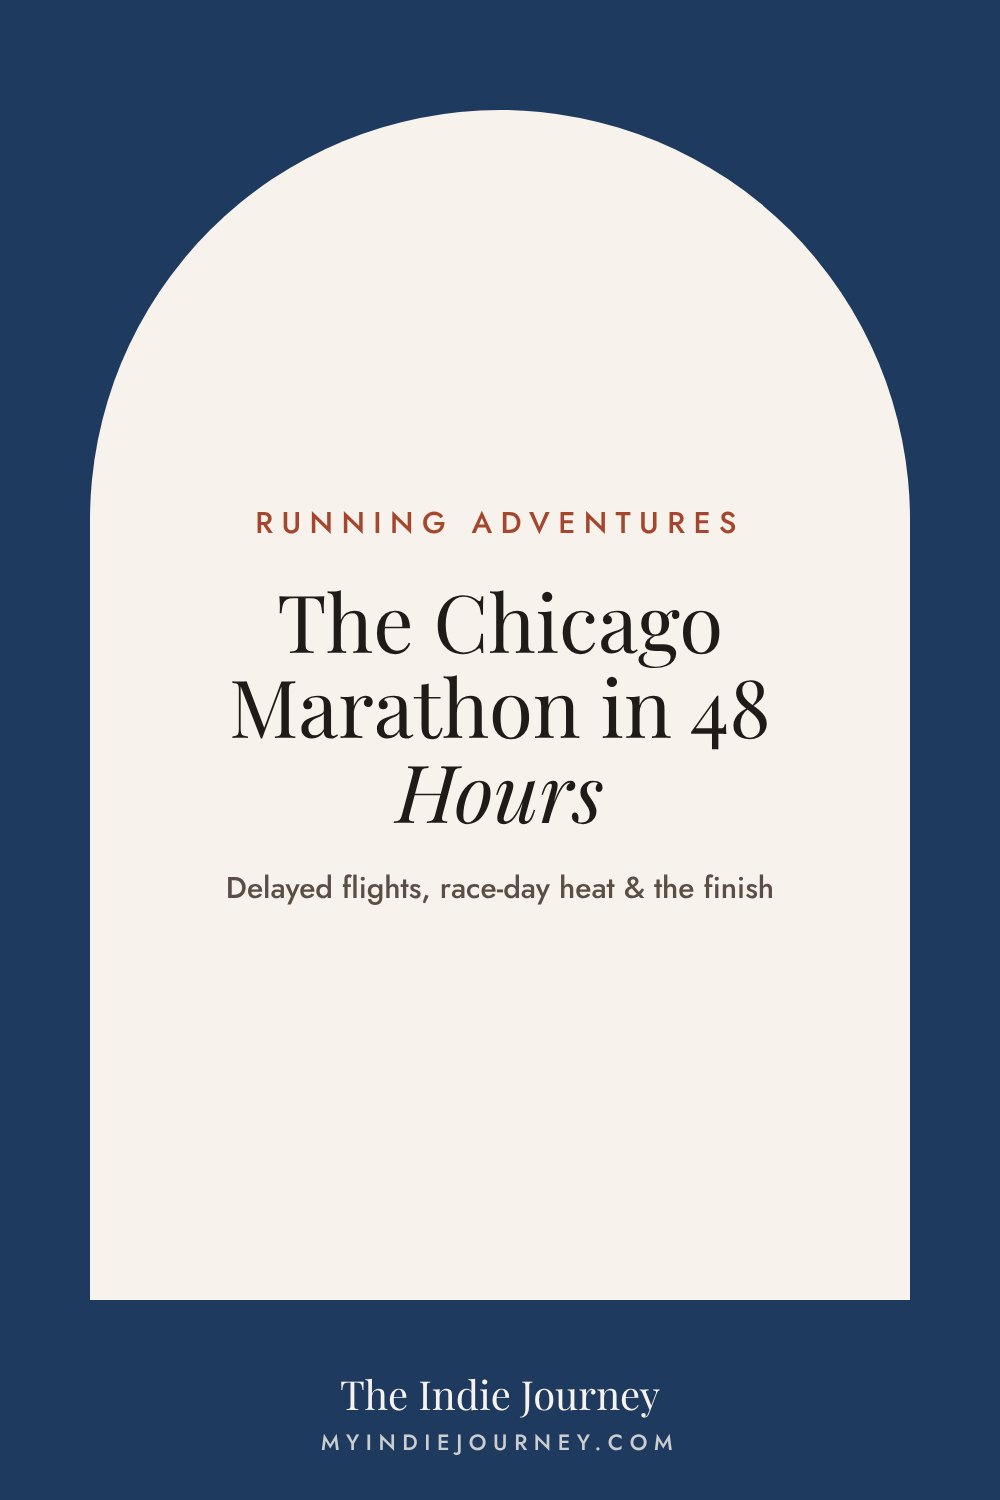 RUNNING ADVENTURES
The Chicago
Marathon in 48
Hours
Delayed flights, race-day heat & the finish
The Indie Journey
MYINDIEJOURNEY.COM